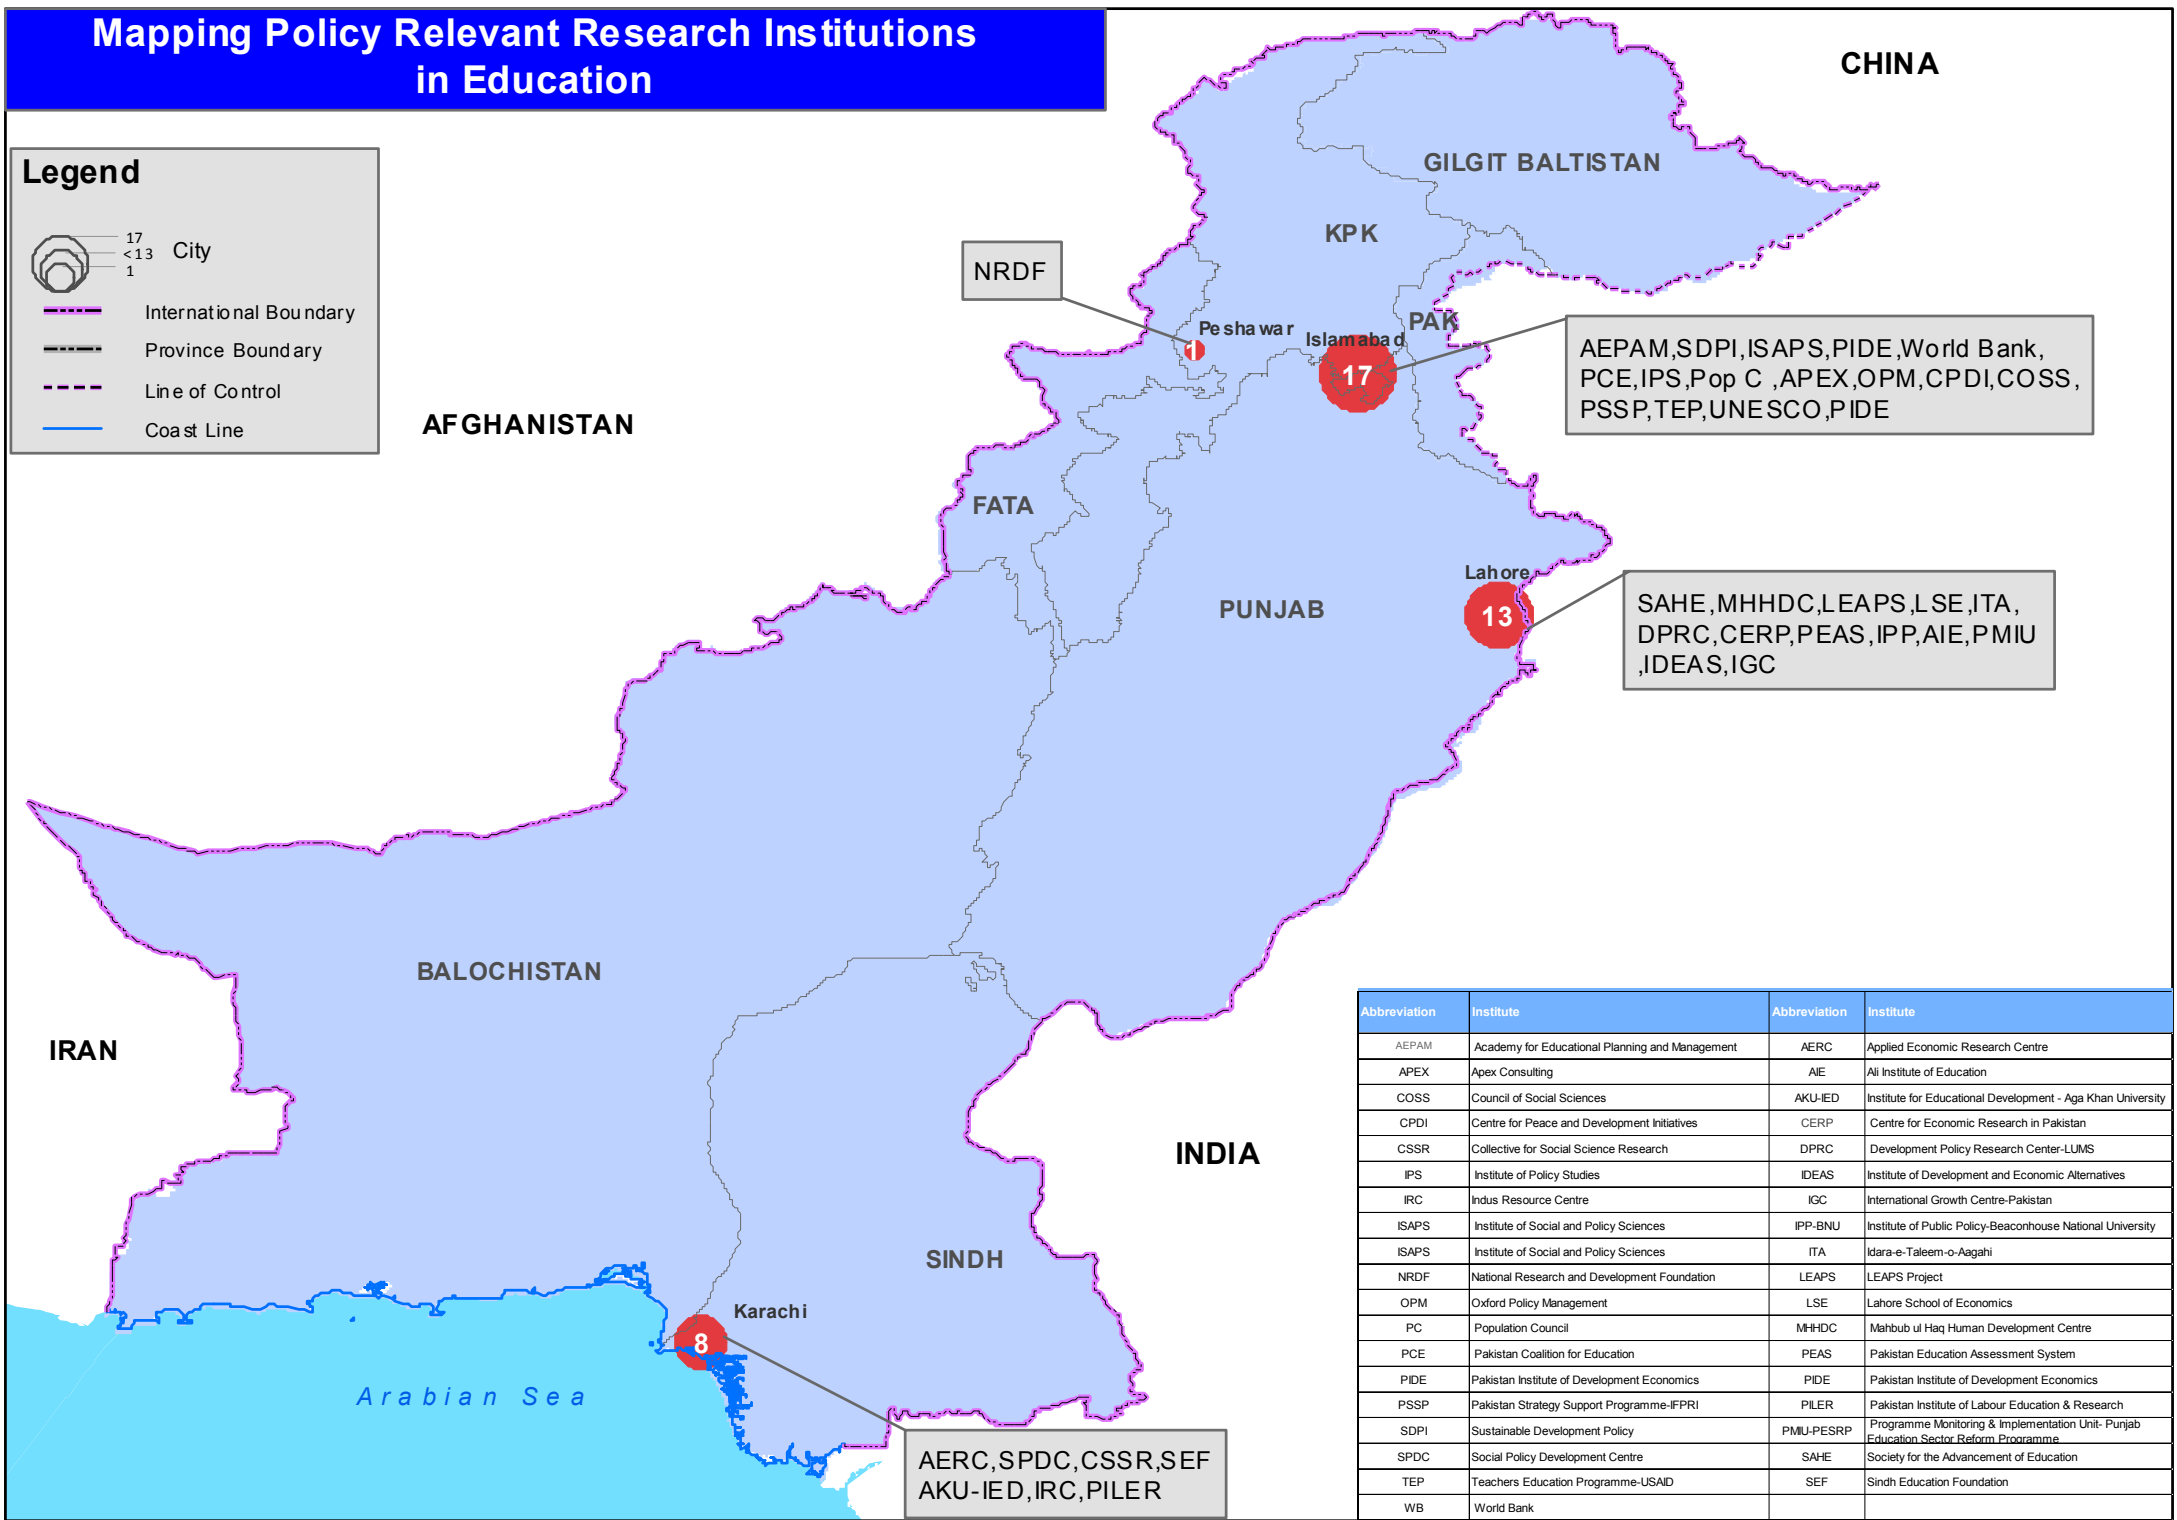 Mapping Policy Relevant Research Institutions
in Education
Legend
17
<13
1
City
International Boundary
Province Boundary
Line of Control
Coast Line
CHINA
GILGIT BALTISTAN
KPK
NRDF
Peshawar
1
Islamabad
17
PAK
AEPAM,SDPI,ISAPS,PIDE,World Bank,
PCE,IPS,Pop C ,APEX,OPM,CPDI,COSS,
PSSP,TEP,UNESCO,PIDE
AFGHANISTAN
FATA
Lahore
13
PUNJAB
SAHE,MHHDC,LEAPS,LSE,ITA,
DPRC,CERP,PEAS,IPP,AIE,PMIU
,IDEAS,IGC
BALOCHISTAN
IRAN
INDIA
SINDH
Karachi
8
Arabian Sea
AERC,SPDC,CSSR,SEF
AKU-IED,IRC,PILER
Abbreviation Institute Abbreviation Institute
AEPAM Academy for Educational Planning and Management AERC Applied Economic Research Centre
APEX Apex Consulting AIE Ali Institute of Education
COSS Council of Social Sciences AKU-IED Institute for Educational Development - Aga Khan University
CPDI Centre for Peace and Development Initiatives CERP Centre for Economic Research in Pakistan
CSSR Collective for Social Science Research DPRC Development Policy Research Center-LUMS
IPS Institute of Policy Studies IDEAS Institute of Development and Economic Alternatives
IRC Indus Resource Centre IGC International Growth Centre-Pakistan
ISAPS Institute of Social and Policy Sciences IPP-BNU Institute of Public Policy-Beaconhouse National University
ISAPS Institute of Social and Policy Sciences ITA Idara-e-Taleem-o-Aagahi
NRDF National Research and Development Foundation LEAPS LEAPS Project
OPM Oxford Policy Management LSE Lahore School of Economics
PC Population Council MHHDC Mahbub ul Haq Human Development Centre
PCE Pakistan Coalition for Education PEAS Pakistan Education Assessment System
PIDE Pakistan Institute of Development Economics PIDE Pakistan Institute of Development Economics
PSSP Pakistan Strategy Support Programme-IFPRI PILER Pakistan Institute of Labour Education & Research
SDPI Sustainable Development Policy PMIU-PESRP Programme Monitoring & Implementation Unit- Punjab
Education Sector Reform Programme
SPDC Social Policy Development Centre SAHE Society for the Advancement of Education
TEP Teachers Education Programme-USAID SEF Sindh Education Foundation
WB World Bank